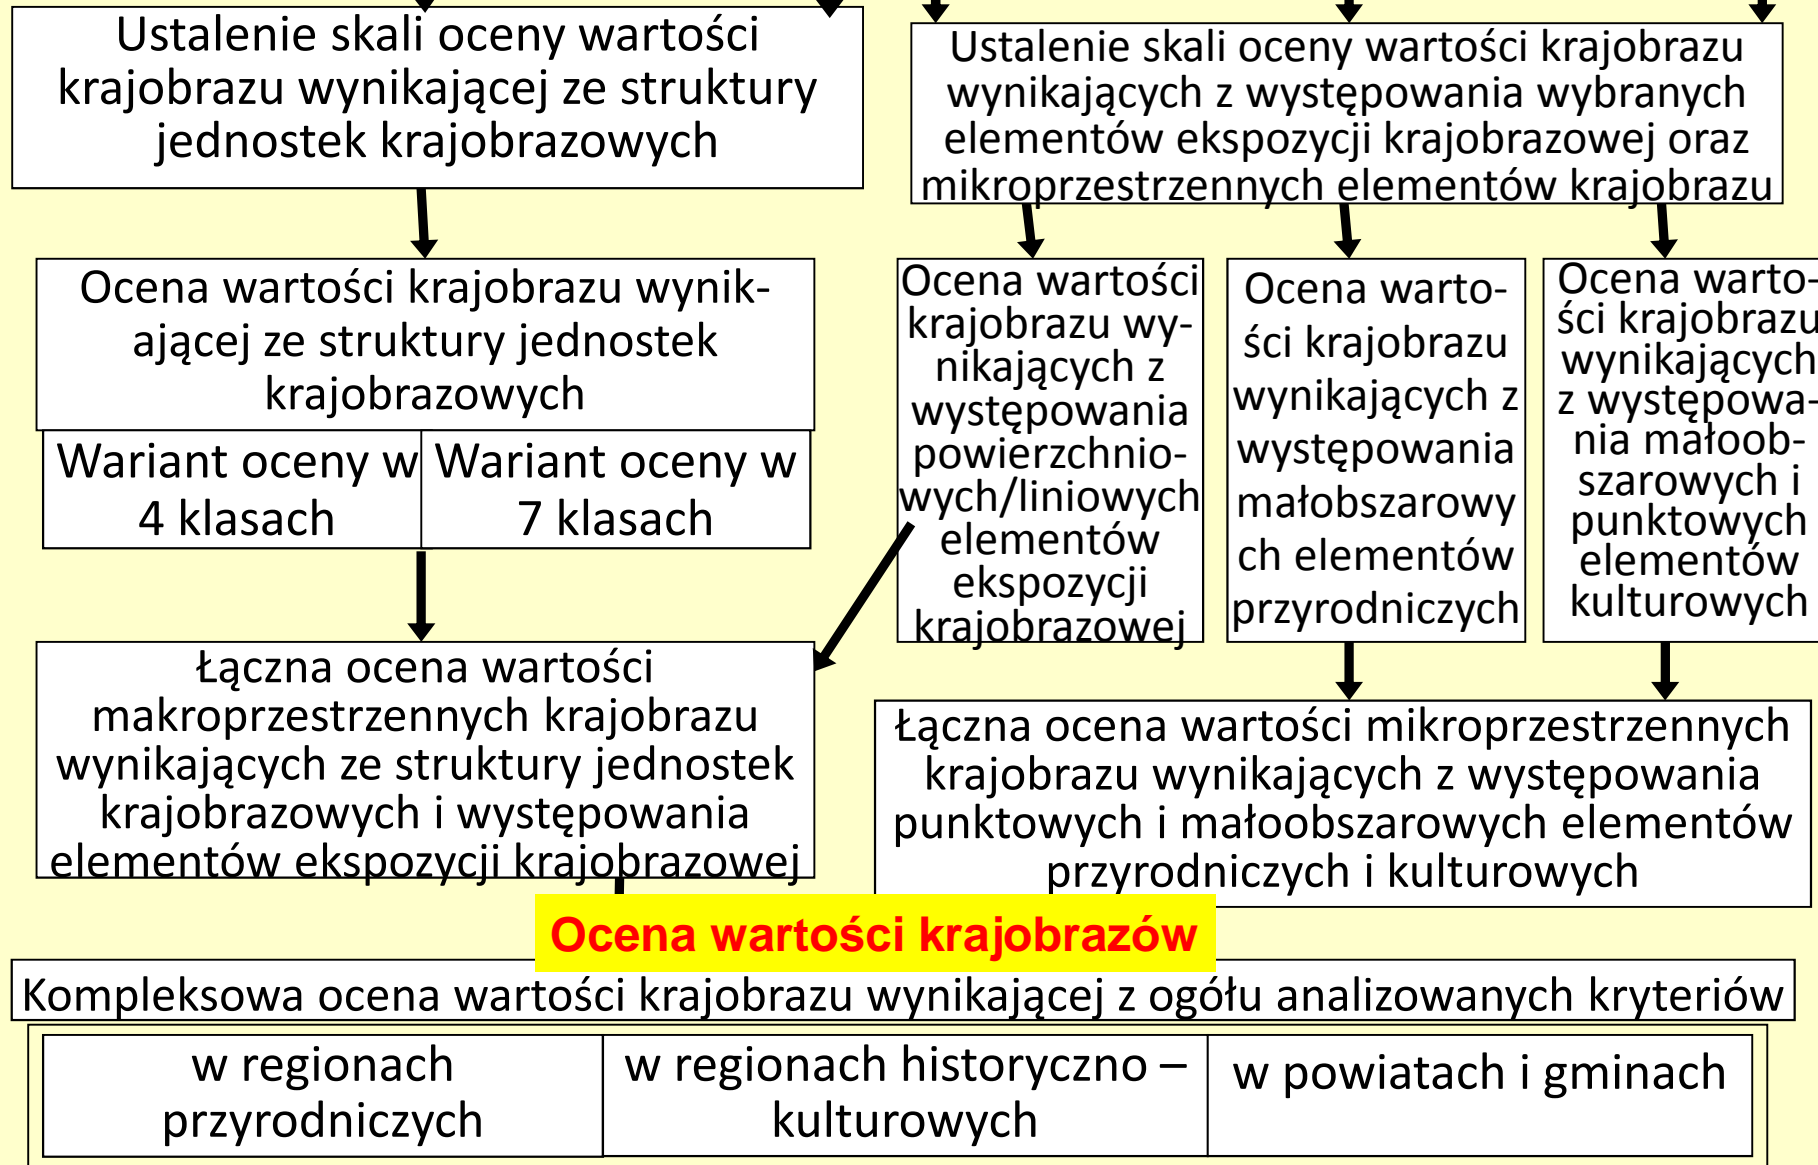 Ustalenie skali oceny wartości
krajobrazu wynikającej ze struktury
jednostek krajobrazowych
Ustalenie skali oceny wartości krajobrazu
wynikających z występowania wybranych
elementów ekspozycji krajobrazowej oraz
mikroprzestrzennych elementów krajobrazu
Ocena wartości krajobrazu wynik-
ającej ze struktury jednostek
krajobrazowych
Wariant oceny w
4 klasach
Wariant oceny w
7 klasach
Ocena wartości
krajobrazu wy-
nikających z
występowania
powierzchnio-
wych/liniowych
elementów
ekspozycji
krajobrazowej
Ocena warto-
ści krajobrazu
wynikających z
występowania
małobszarowy
ch elementów
przyrodniczych
Ocena warto-
ści krajobrazu
wynikających
z występowa-
nia małoob-
szarowych i
punktowych
elementów
kulturowych
Łączna ocena wartości
makroprzestrzennych krajobrazu
wynikających ze struktury jednostek
krajobrazowych i występowania
elementów ekspozycji krajobrazowej
Łączna ocena wartości mikroprzestrzennych
krajobrazu wynikających z występowania
punktowych i małoobszarowych elementów
przyrodniczych i kulturowych
Ocena wartości krajobrazów
Kompleksowa ocena wartości krajobrazu wynikającej z ogółu analizowanych kryteriów
w regionach
przyrodniczych
w regionach historyczno –
kulturowych
w powiatach i gminach